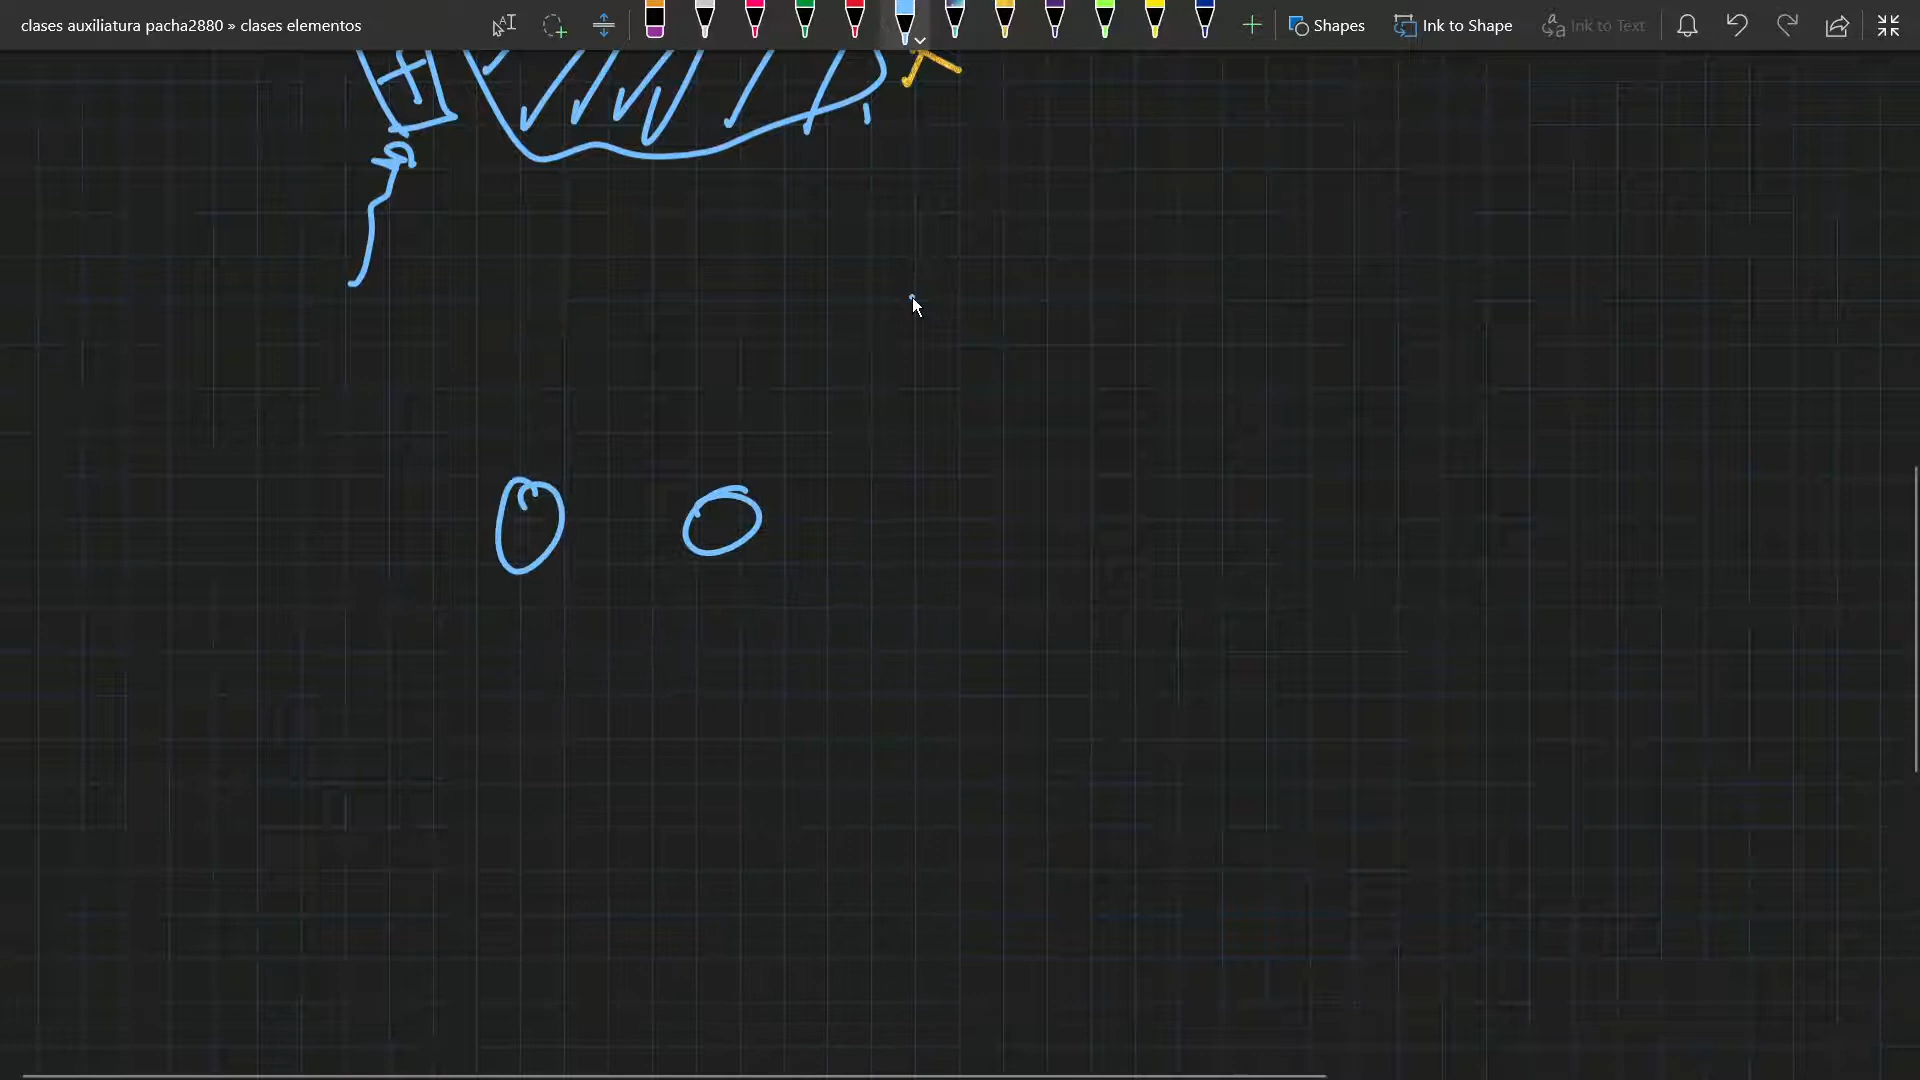 clases auxiliatura pacha2880 » clases elementos
Shapes
Ink to Shape
Ink to Text